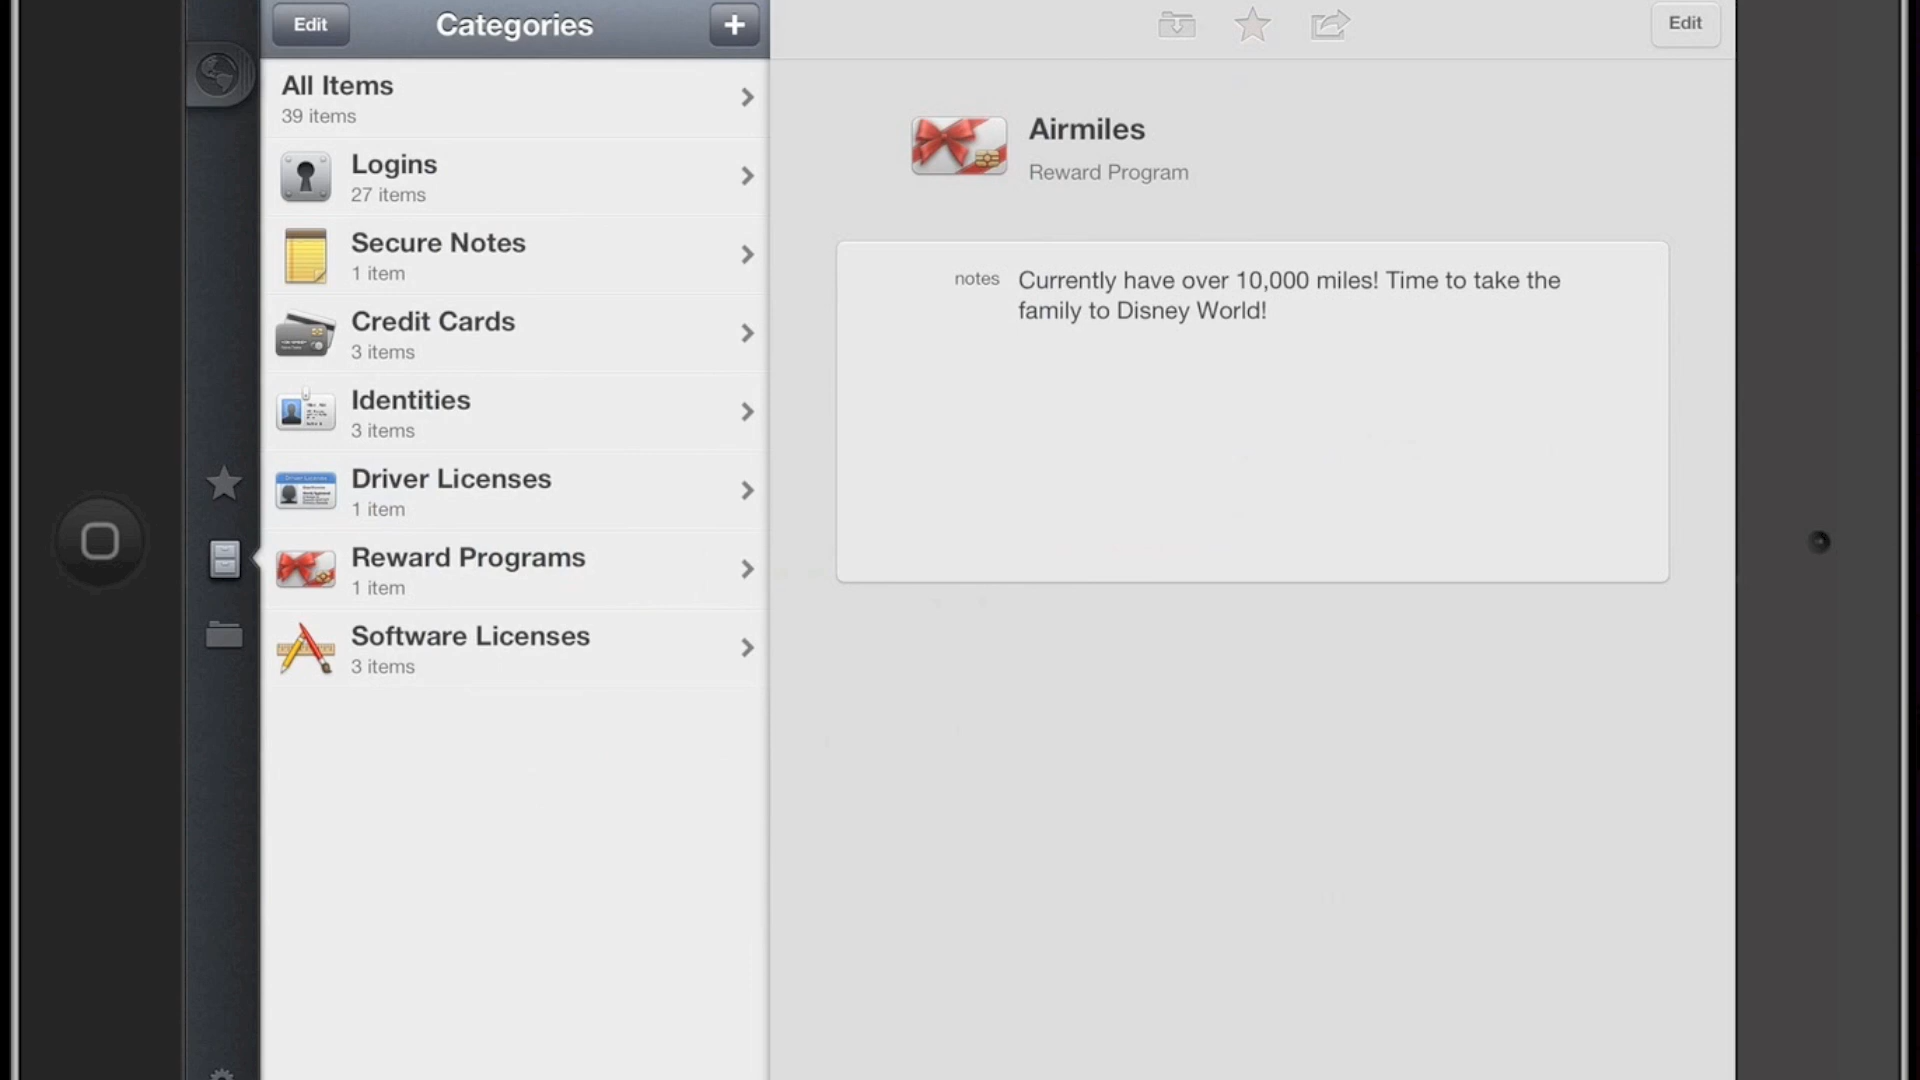 Edit
Categories
+
All Items
39 items
Logins
27 items
Secure Notes
1 item
Credit Cards
3 items
Identities
3 items
Driver Licenses
1 item
Reward Programs
1 item
Software Licenses
3 items
Edit
Airmiles
Reward Program
notes
Currently have over 10,000 miles! Time to take the
family to Disney World!